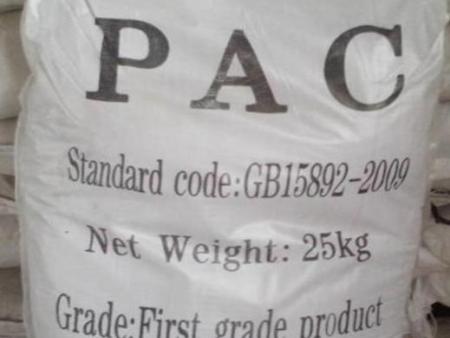 PAC
Standard code:GB15892-2009
Net Weight: 25kg
Grade:First grade product